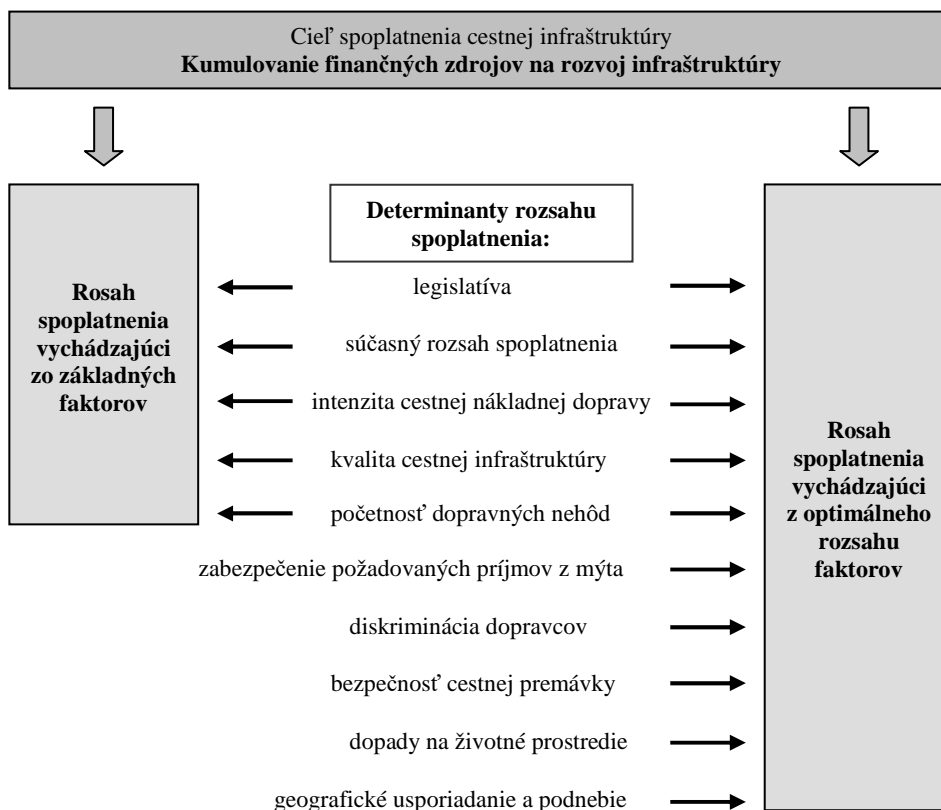 Cieľ spoplatnenia cestnej infraštruktúry
Kumulovanie finančných zdrojov na rozvoj infraštruktúry
Rosah
spoplatnenia
vychádzajúci
zo základných
faktorov
Determinanty rozsahu
spoplatnenia:
legislatíva
súčasný rozsah spoplatnenia
intenzita cestnej nákladnej dopravy
kvalita cestnej infraštruktúry
početnosť dopravných nehôd
zabezpečenie požadovaných príjmov z mýta
diskriminácia dopravcov
bezpečnosť cestnej premávky
dopady na životné prostredie
geografické usporiadanie a podnebie
Rosah
spoplatnenia
vychádzajúci
z optimálneho
rozsahu
faktorov